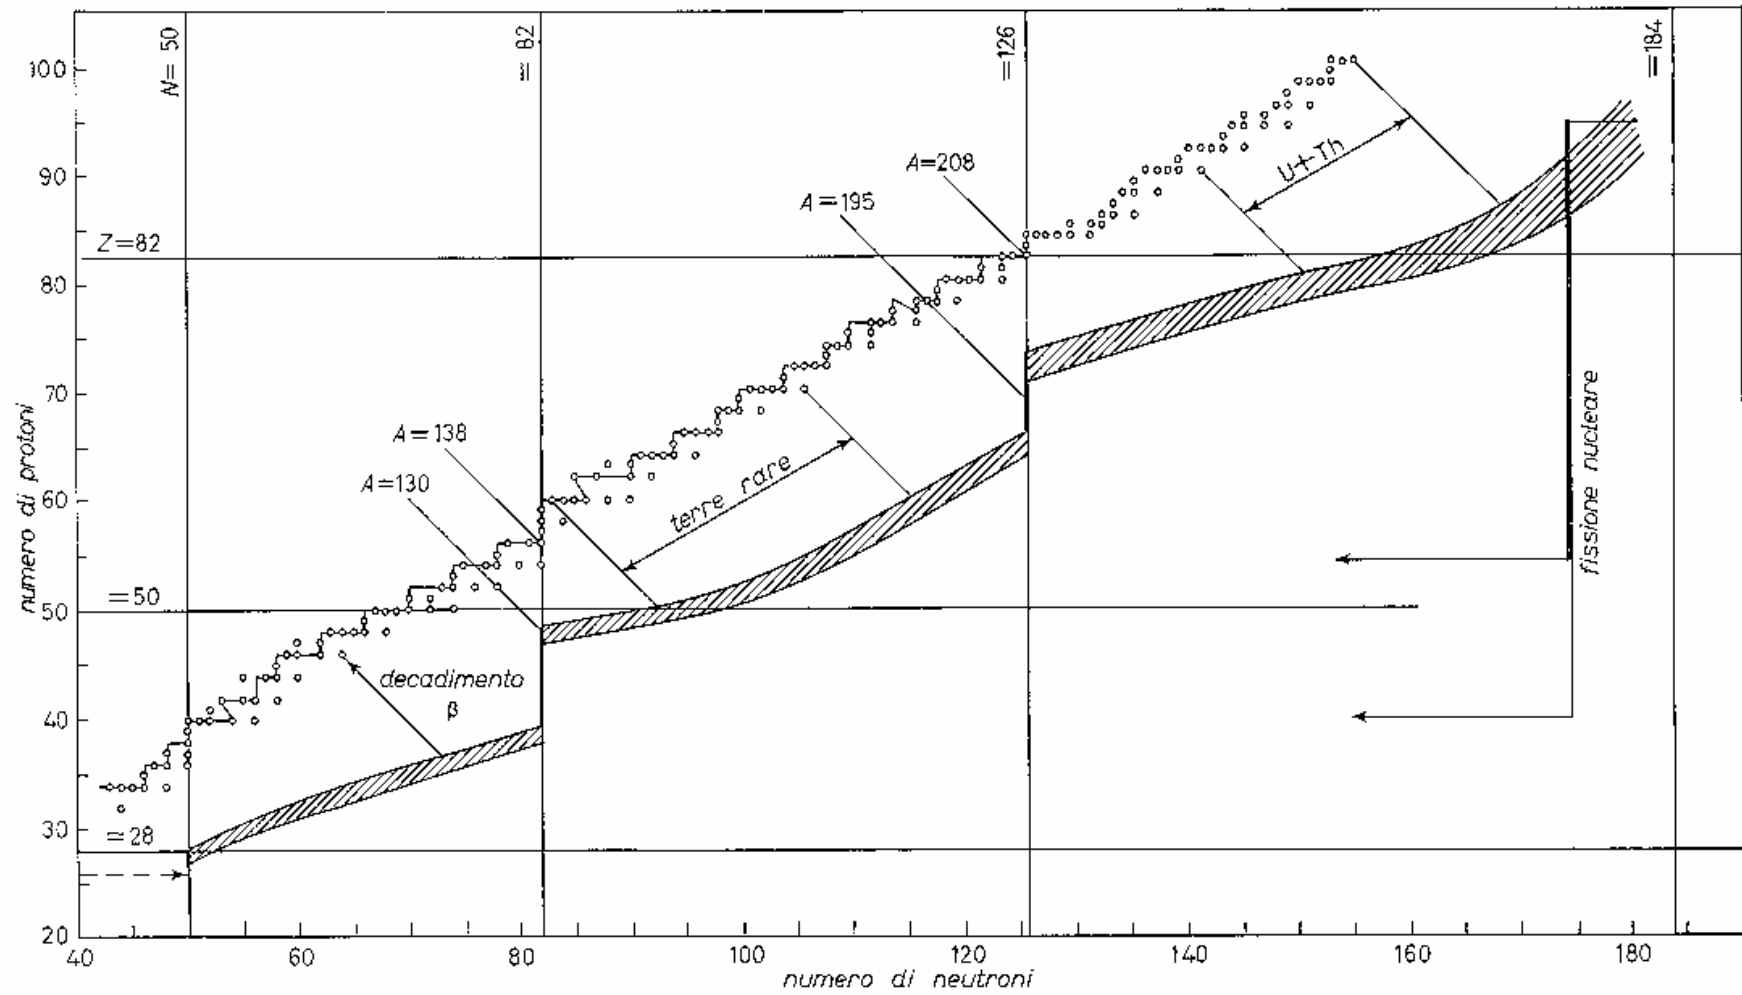 N= 50
= 82
=126
=184
100
90
80
70
60
50
40
30
20
Z=82
=50
=28
A=208
A=195
A=138
A=130
U+Th
terre rare
decadimento
β
fissione nucleare
numero di protoni
40
60
80
100
120
140
160
180
numero di neutroni